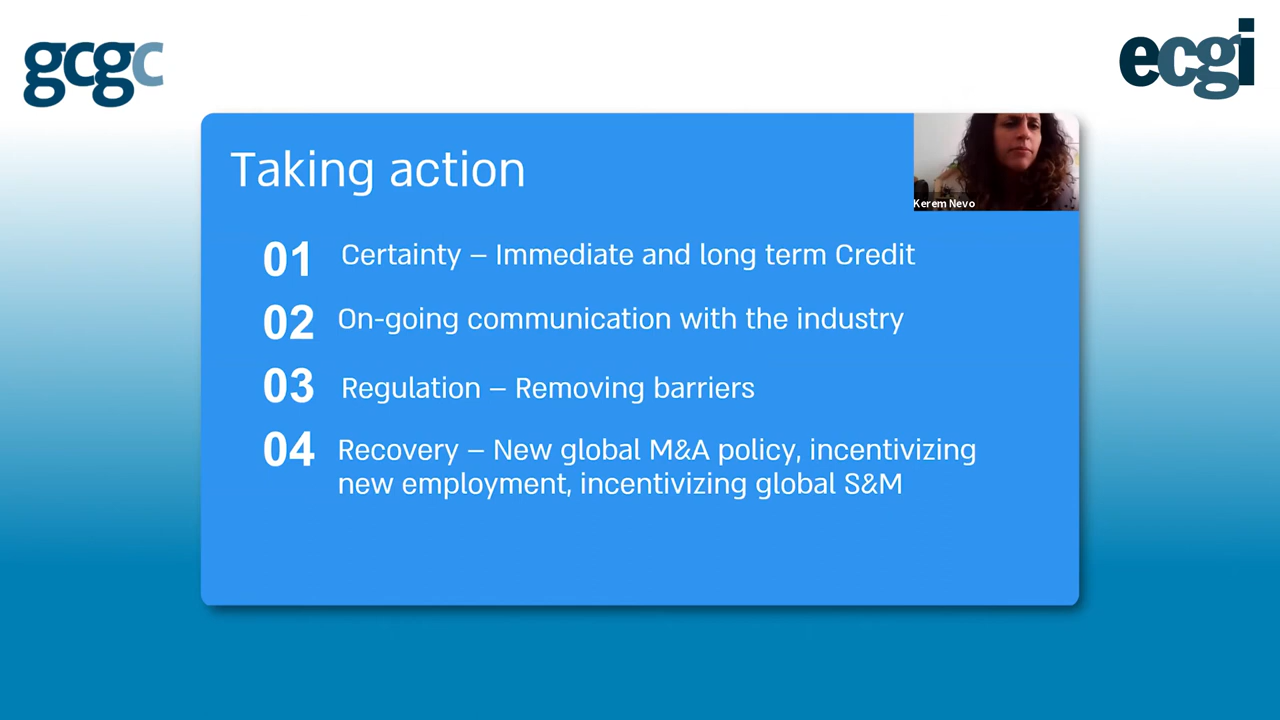 gcgc
ecgi
Taking action
Kerem Nevo
01 Certainty – Immediate and long term Credit
02 On-going communication with the industry
03 Regulation – Removing barriers
04 Recovery – New global M&A policy, incentivizing
new employment, incentivizing global S&M